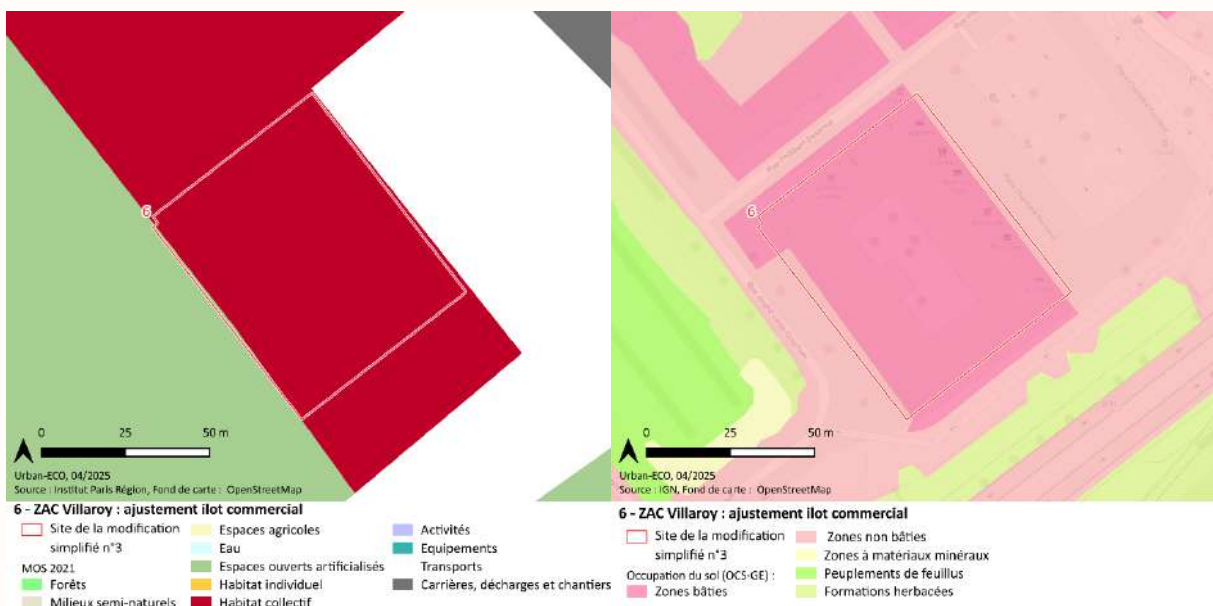 6
0 25 50 m
Urban-ECO, 04/2025
Source : Institut Paris Région, Fond de carte : OpenStreetMap
6 - ZAC Villaroy : ajustement ilot commercial
Site de la modification
simplifié n°3
MOS 2021
Forêts
Milieux semi-naturels
Espaces agricoles
Eau
Espaces ouverts artificialisés
Habitat individuel
Habitat collectif
Activités
Equipements
Transports
Carrières, décharges et chantiers
6
0 25 50 m
Urban-ECO, 04/2025
Source : IGN, Fond de carte : OpenStreetMap
6 - ZAC Villaroy : ajustement ilot commercial
Site de la modification
simplifié n°3
Occupation du sol (OCS-GE) :
Zones bâties
Zones non bâties
Zones à matériaux minéraux
Peuplements de feuillus
Formations herbacées